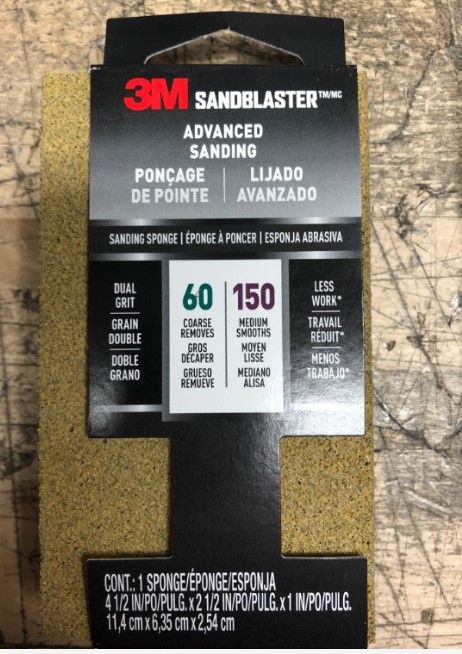 3M SANDBLASTER™/MC
ADVANCED
SANDING
PONÇAGE
DE POINTE
LIJADO
AVANZADO
SANDING SPONGE | ÉPONGE À PONCER | ESPONJA ABRASIVA
DUAL
GRIT
GRAIN
DOUBLE
DOBLE
GRANO
60
COARSE
REMOVES
GROS
DÉCAPER
GRUESO
REMUEVE
150
MEDIUM
SMOOTHS
MOYEN
LISSE
MEDIANO
ALISA
LESS
WORK*
TRAVAIL
RÉDUIT*
MENOS
TRABAJO*
CONT.: 1 SPONGE/ÉPONGE/ESPONJA
4 1/2 IN/PO/PULG. x 2 1/2 IN/PO/PULG. x 1 IN/PO/PULG.
11,4 cm x 6,35 cm x 2,54 cm